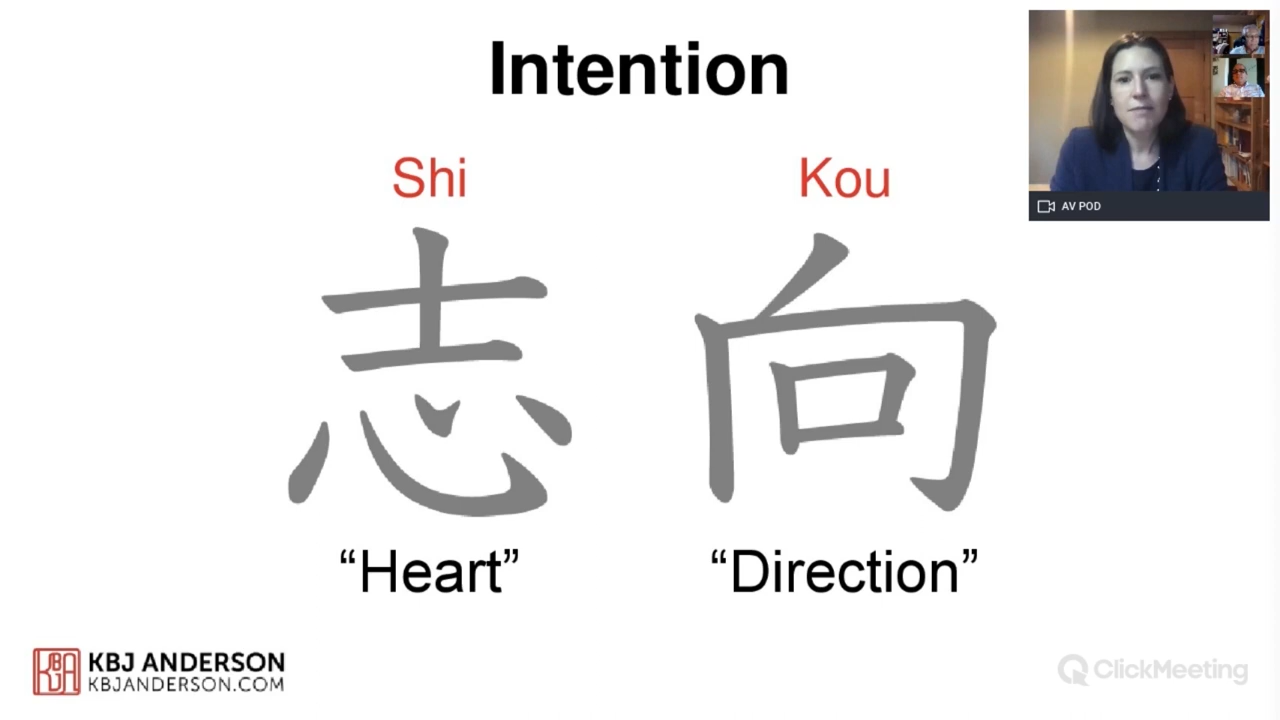 Intention
Shi Kou
志 向
“Heart” “Direction”
AV POD
KBJ ANDERSON
KBJANDERSON.COM
ClickMeeting